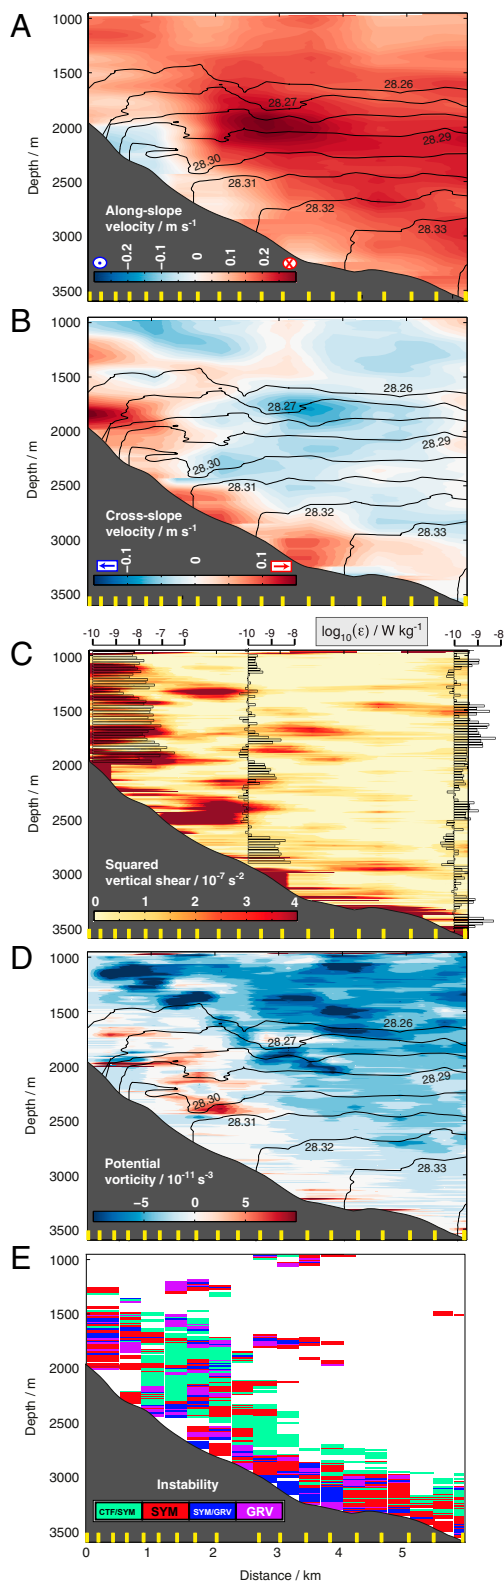 A
1000
1500
2000
2500
3000
3500
Depth / m
28.26
28.27
28.29
28.30
28.31
28.32
28.33
Along-slope
velocity / m s-1
-0.2
-0.1
0
0.1
0.2
B
1000
1500
2000
2500
3000
3500
Depth / m
28.26
28.27
28.29
28.30
28.31
28.32
28.33
Cross-slope
velocity / m s-1
-0.1
0
0.1
log10(ε) / W kg-1
-10 -9 -8 -7 -6
-10 -9 -8
-10 -9 -8
C
1000
1500
2000
2500
3000
3500
Depth / m
Squared
vertical shear / 10-7 s-2
0 1 2 3 4
D
1000
1500
2000
2500
3000
3500
Depth / m
28.26
28.27
28.29
28.30
28.31
28.32
28.33
Potential
vorticity / 10-11 s-3
-5 0 5
E
1000
1500
2000
2500
3000
3500
Depth / m
Instability
CTF/SYM SYM SYM/GRV GRV
0 1 2 3 4 5
Distance / km